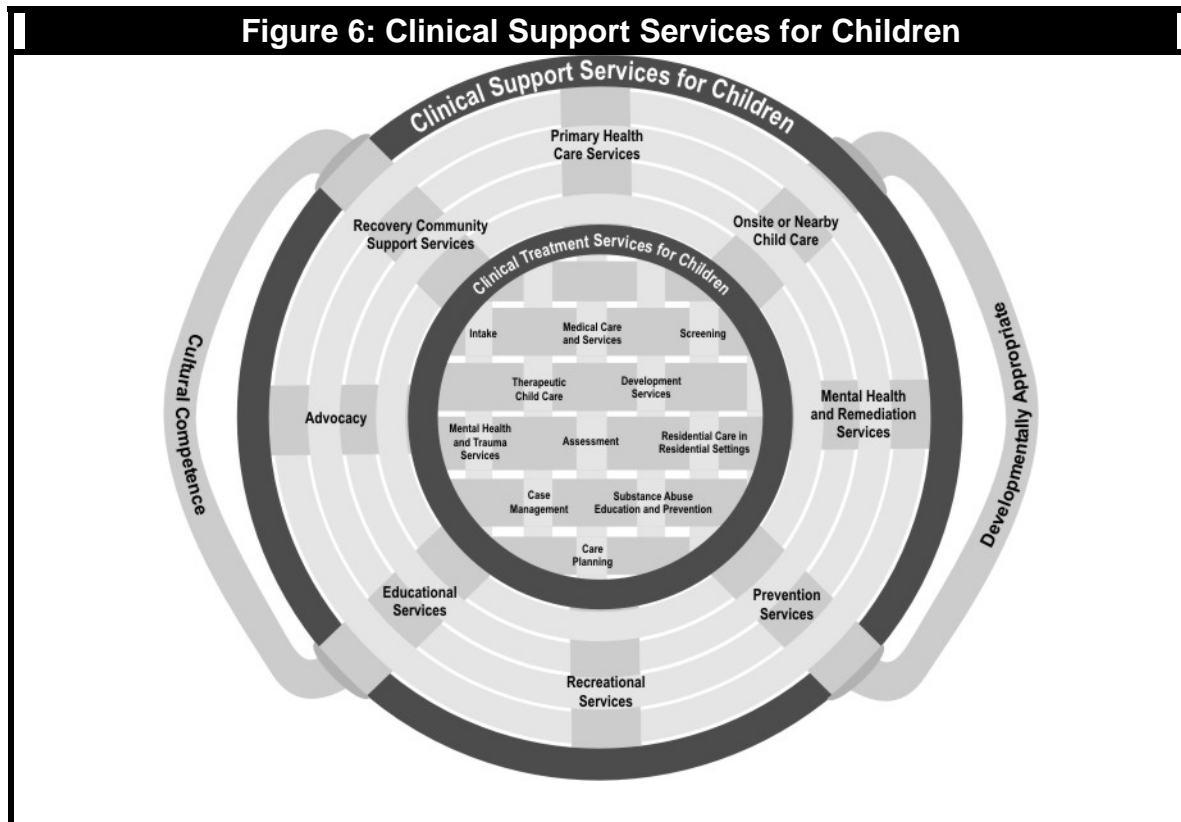 Figure 6: Clinical Support Services for Children
Clinical Support Services for Children
Primary Health
Care Services
Recovery Community
Support Services
Onsite or Nearby
Child Care
Clinical Treatment Services for Children
Intake
Medical Care
and Services
Screening
Therapeutic
Child Care
Development
Services
Cultural Competence
Developmentally Appropriate
Advocacy
Mental Health
and Remediation
Services
Mental Health
and Trauma
Services
Assessment
Residential Care in
Residential Settings
Case
Management
Substance Abuse
Education and Prevention
Care
Planning
Educational
Services
Prevention
Services
Recreational
Services